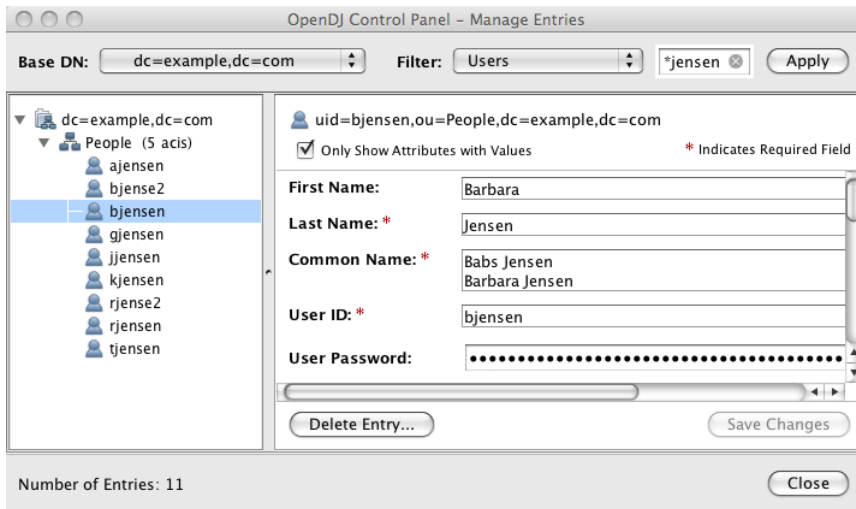 OpenDJ Control Panel – Manage Entries
Base DN: dc=example,dc=com Filter: Users *jensen Apply
dc=example,dc=com
People (5 acis)
ajensen
bjense2
bjensen
gjensen
jjensen
kjensen
rjense2
rjensen
tjensen
uid=bjensen,ou=People,dc=example,dc=com
Only Show Attributes with Values * Indicates Required Field
First Name: Barbara
Last Name: * Jensen
Common Name: * Babs Jensen
Barbara Jensen
User ID: * bjensen
User Password: ••••••••••••••••••••••••••••••••••••••
Delete Entry... Save Changes
Number of Entries: 11 Close